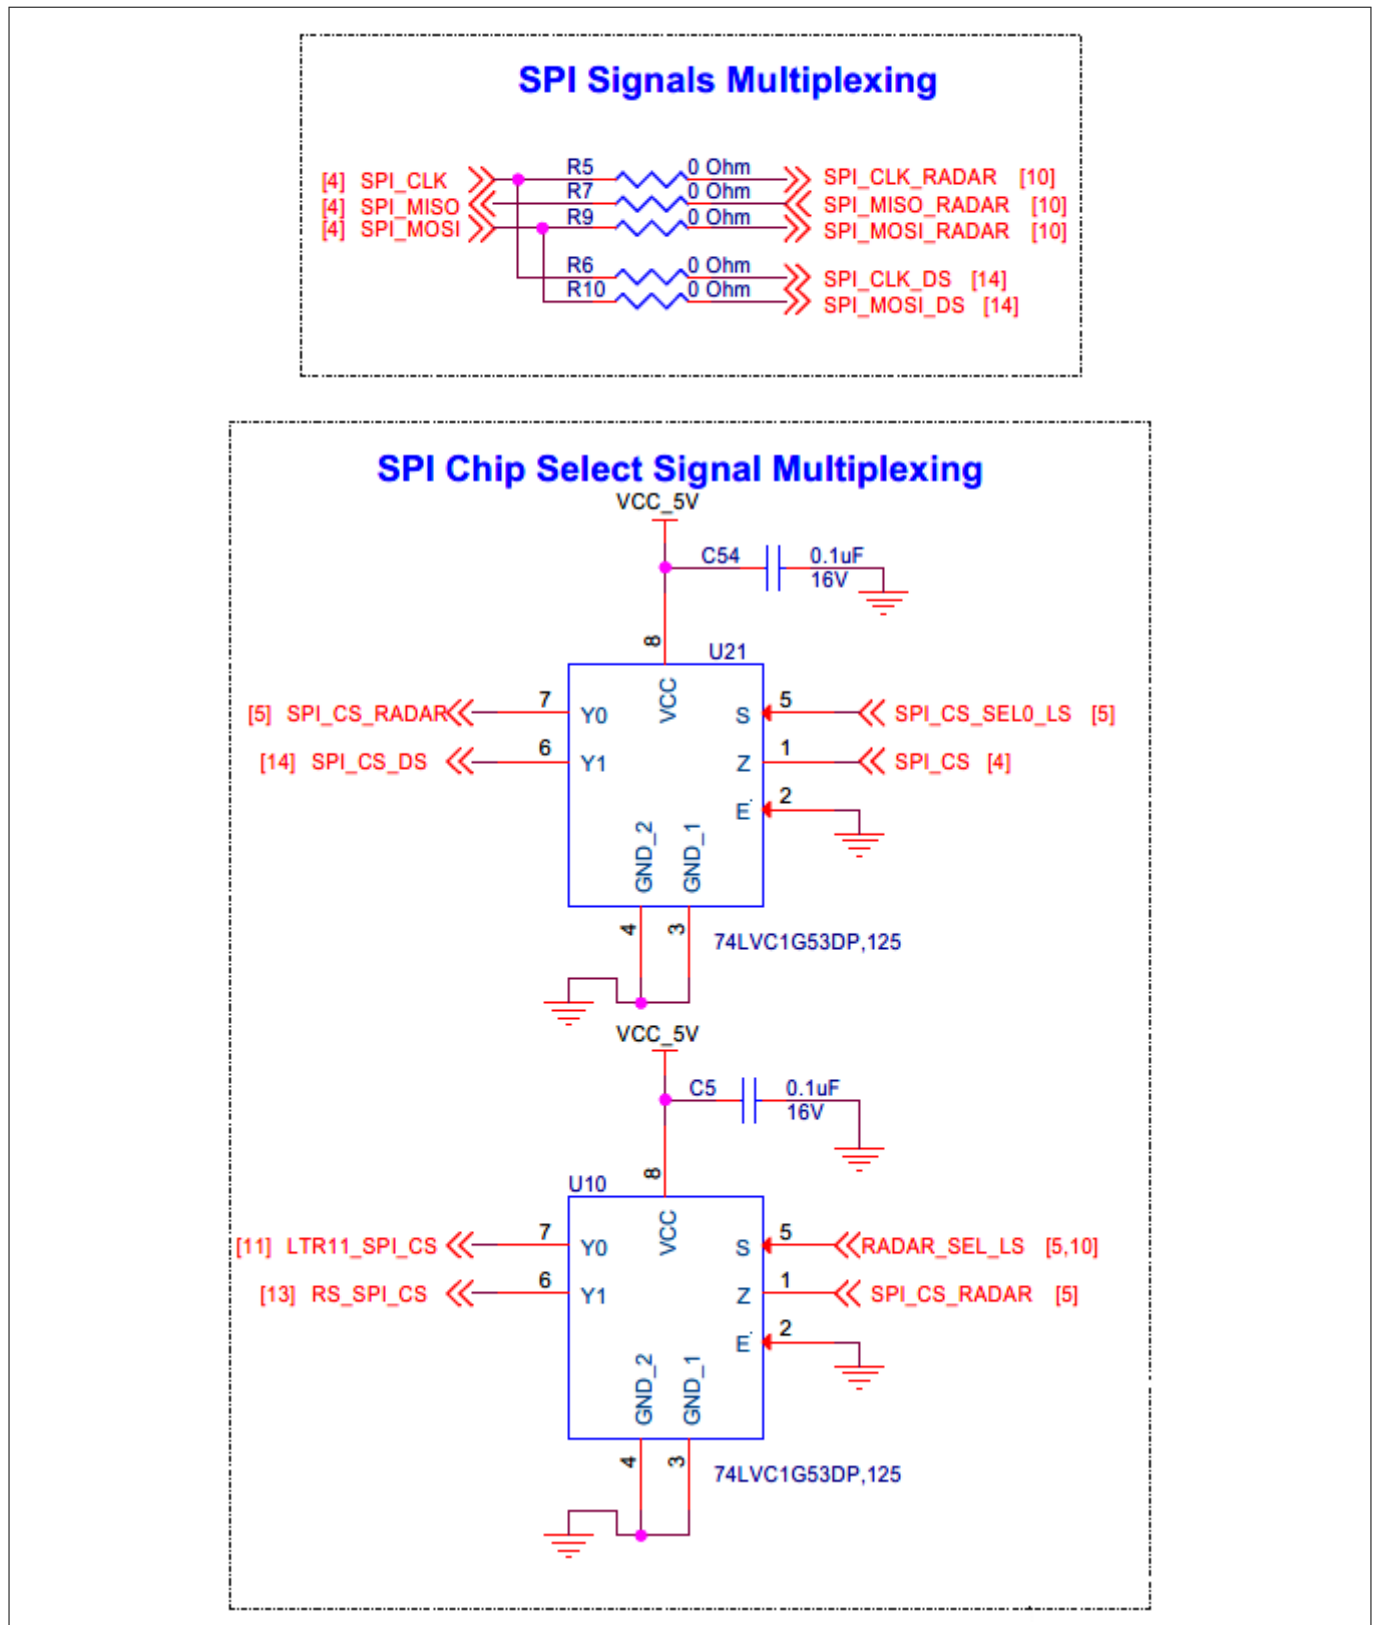 SPI Signals Multiplexing
[4] SPI_CLK R5 0 Ohm SPI_CLK_RADAR [10]
[4] SPI_MISO R7 0 Ohm SPI_MISO_RADAR [10]
[4] SPI_MOSI R9 0 Ohm SPI_MOSI_RADAR [10]
R6 0 Ohm SPI_CLK_DS [14]
R10 0 Ohm SPI_MOSI_DS [14]
SPI Chip Select Signal Multiplexing
VCC_5V
C54 0.1uF
16V
8
U21
VCC
[5] SPI_CS_RADAR 7 Y0 S 5 SPI_CS_SEL0_LS [5]
[14] SPI_CS_DS 6 Y1 Z 1 SPI_CS [4]
E 2
GND_2 GND_1
4 3
74LVC1G53DP,125
VCC_5V
C5 0.1uF
16V
8
U10
VCC
[11] LTR11_SPI_CS 7 Y0 S 5 RADAR_SEL_LS [5,10]
[13] RS_SPI_CS 6 Y1 Z 1 SPI_CS_RADAR [5]
E 2
GND_2 GND_1
4 3
74LVC1G53DP,125